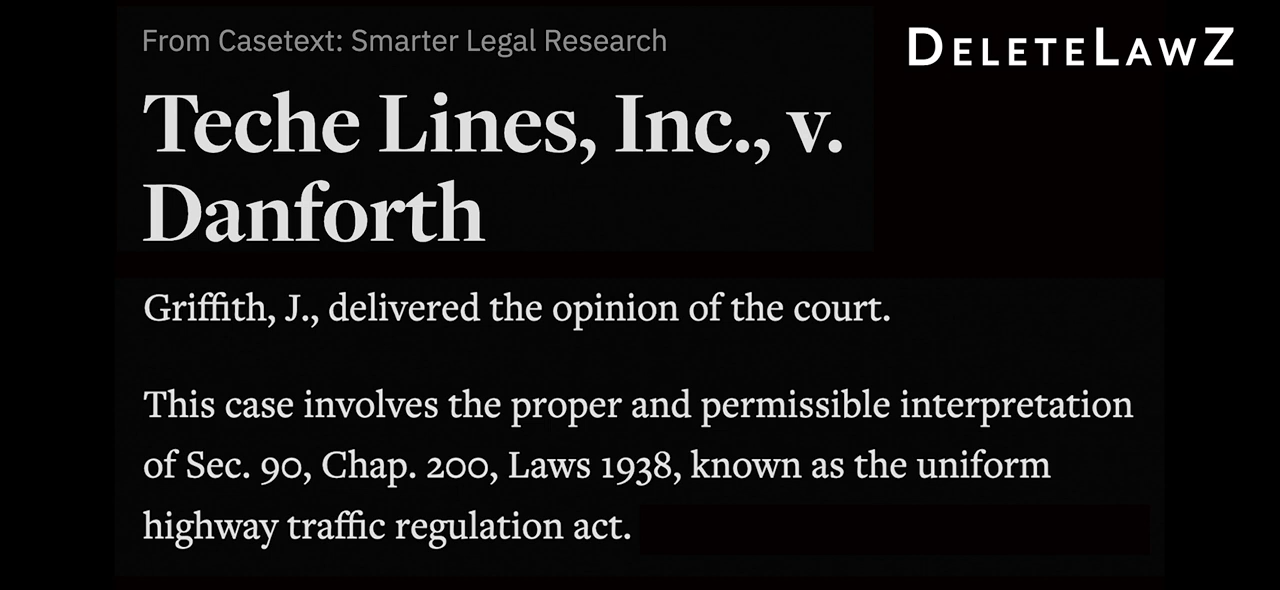 From Casetext: Smarter Legal Research
DELETELAWZ
Teche Lines, Inc., v.
Danforth
Griffith, J., delivered the opinion of the court.
This case involves the proper and permissible interpretation
of Sec. 90, Chap. 200, Laws 1938, known as the uniform
highway traffic regulation act.